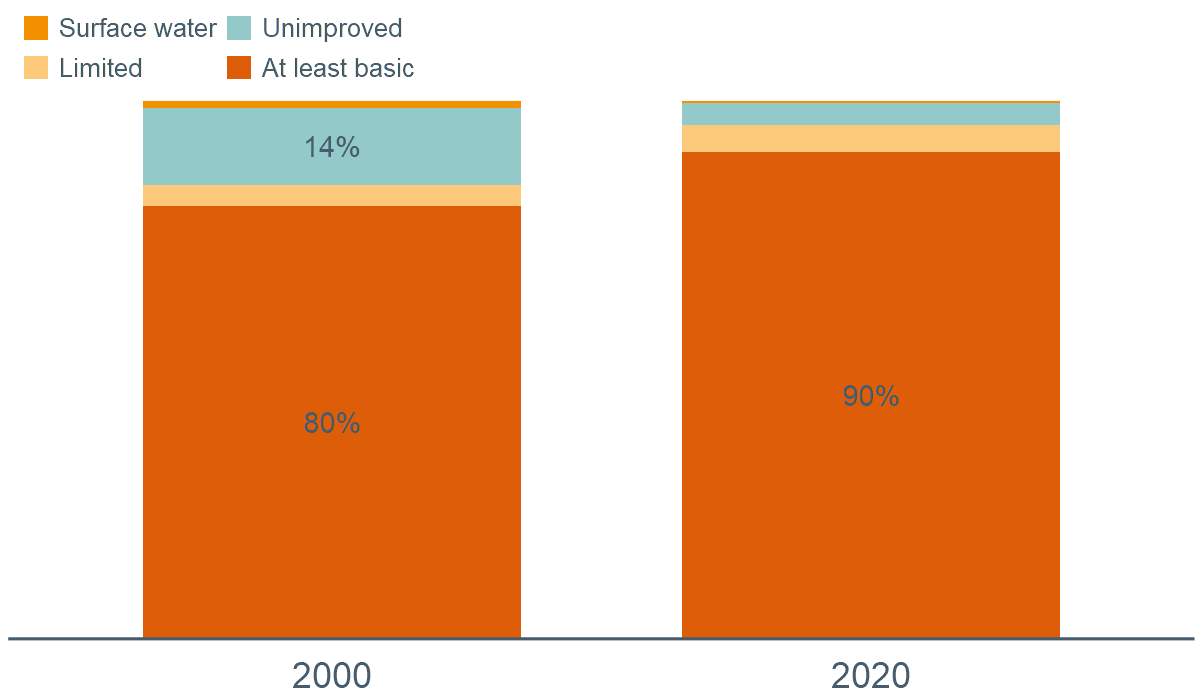 Surface water Unimproved
Limited At least basic
14%
90%
80%
2000 2020